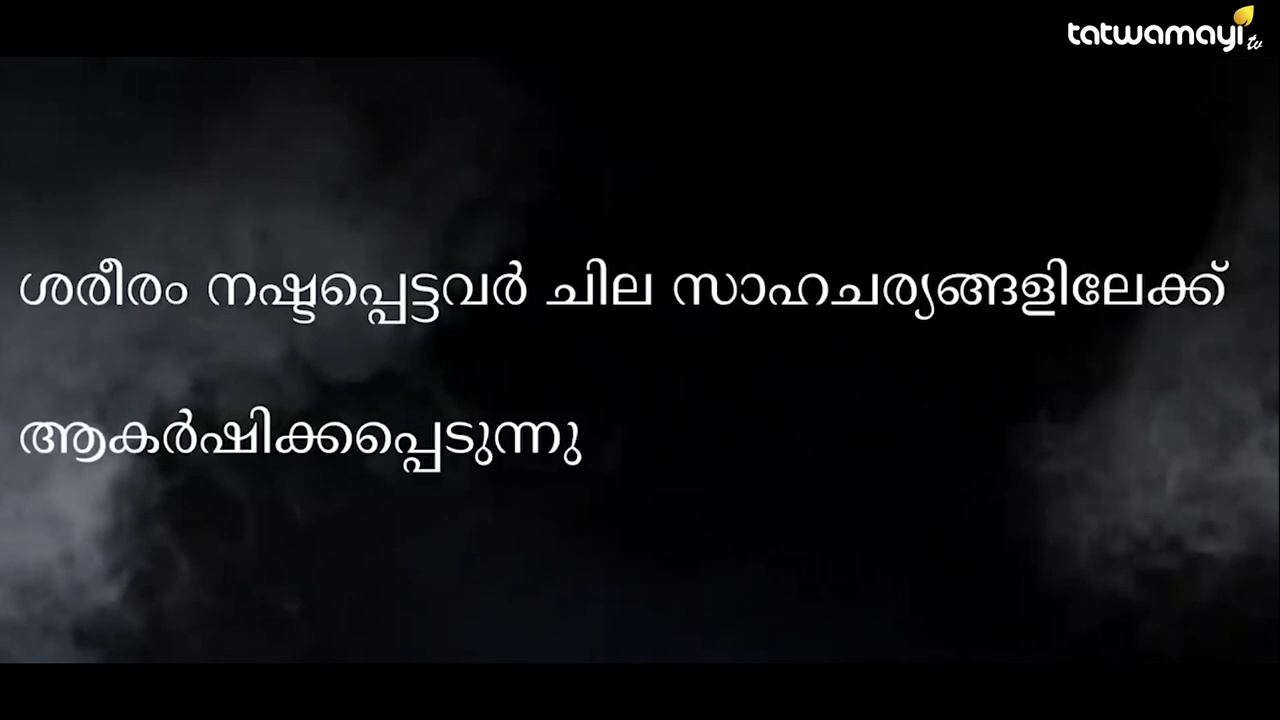 tatwamayi tv
ശരീരം നഷ്ടപ്പെട്ടവർ ചില സാഹചര്യങ്ങളിലേക്ക്
ആകർഷിക്കപ്പെടുന്നു